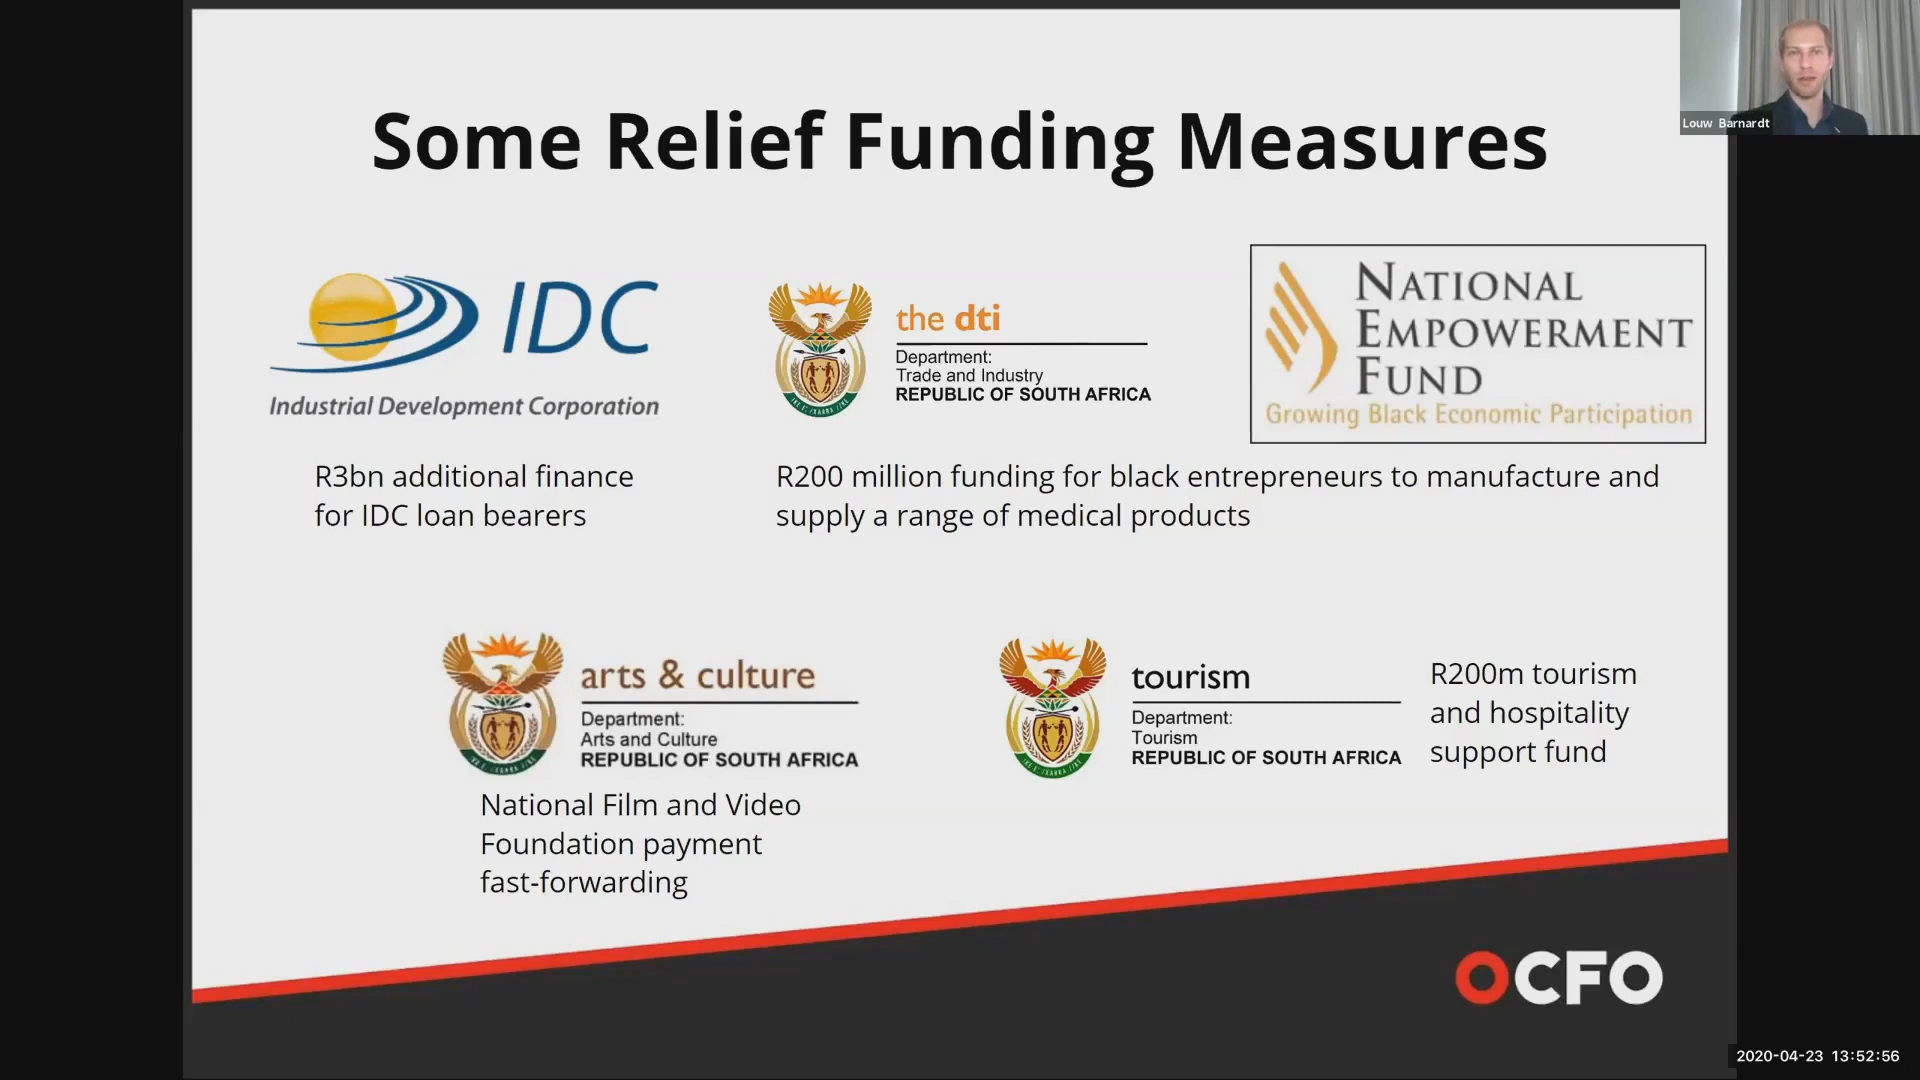 Some Relief Funding Measures
Louw Barnardt
IDC
Industrial Development Corporation
the dti
Department:
Trade and Industry
REPUBLIC OF SOUTH AFRICA
NATIONAL
EMPOWERMENT
FUND
Growing Black Economic Participation
R3bn additional finance
for IDC loan bearers
R200 million funding for black entrepreneurs to manufacture and
supply a range of medical products
arts & culture
Department:
Arts and Culture
REPUBLIC OF SOUTH AFRICA
National Film and Video
Foundation payment
fast-forwarding
tourism
Department:
Tourism
REPUBLIC OF SOUTH AFRICA
R200m tourism
and hospitality
support fund
OCFO
2020-04-23 13:52:56